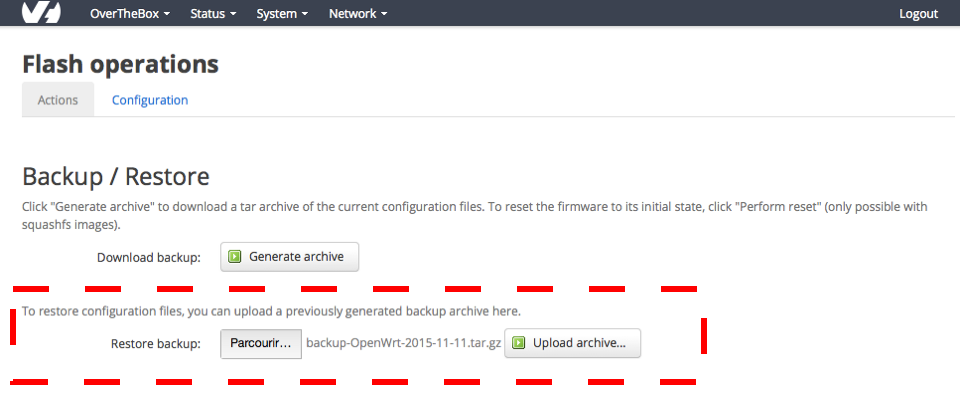 OverTheBox Status System Network Logout
Flash operations
Actions Configuration
Backup / Restore
Click "Generate archive" to download a tar archive of the current configuration files. To reset the firmware to its initial state, click "Perform reset" (only possible with
squashfs images).
Download backup: Generate archive
To restore configuration files, you can upload a previously generated backup archive here.
Restore backup: Parcourir... backup-OpenWrt-2015-11-11.tar.gz Upload archive...